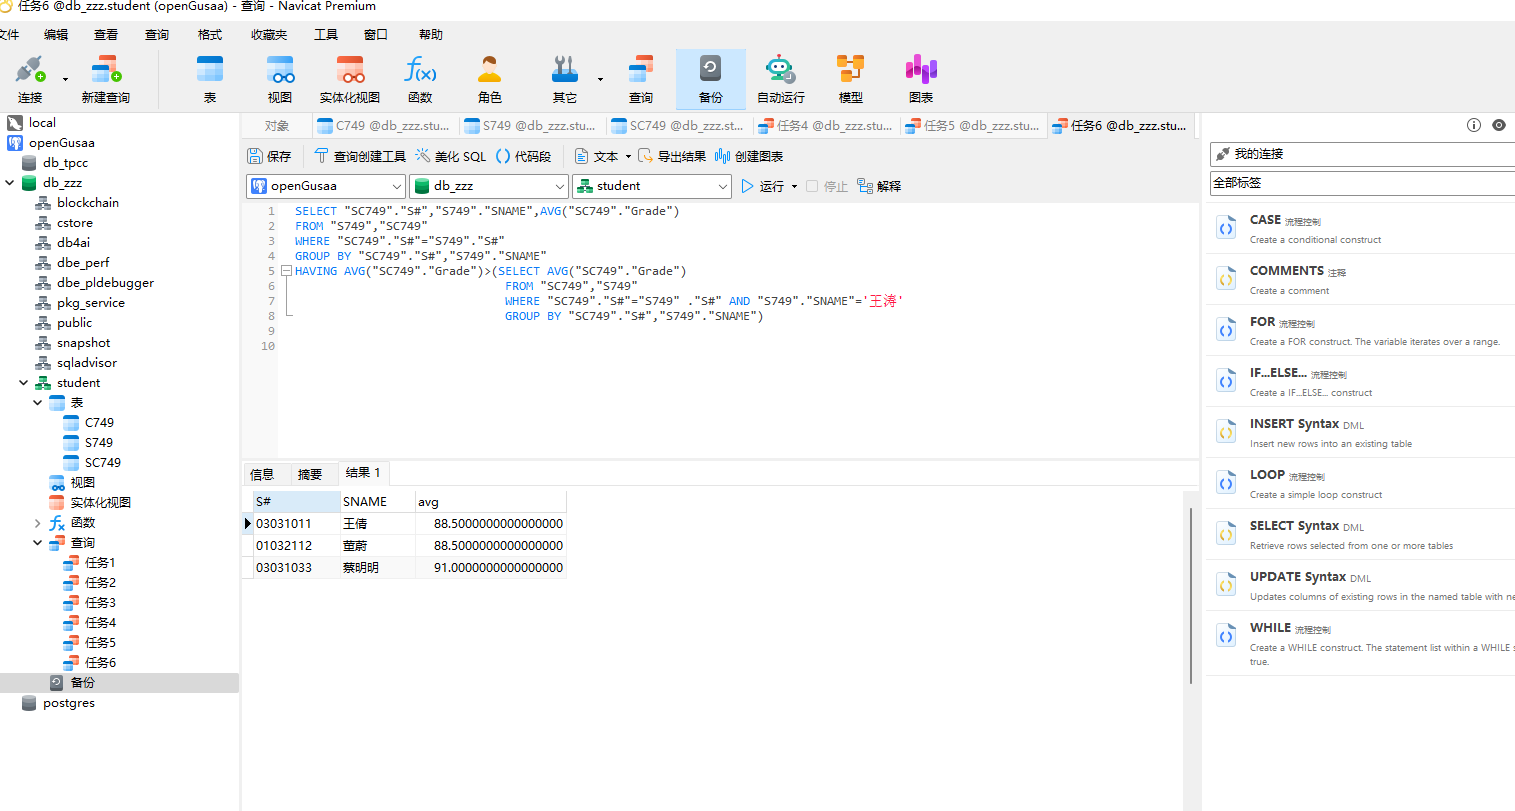 任务6 @db_zzz.student (openGusaa) - 查询 - Navicat Premium
文件 编辑 查看 查询 格式 收藏夹 工具 窗口 帮助
连接 新建查询 表 视图 实体化视图 函数 角色 其它 查询 备份 自动运行 模型 图表
local
openGusaa
db_tpcc
db_zzz
blockchain
cstore
db4ai
dbe_perf
dbe_pldebugger
pkg_service
public
snapshot
sqladvisor
student
表
C749
S749
SC749
视图
实体化视图
函数
查询
任务1
任务2
任务3
任务4
任务5
任务6
备份
postgres
对象 C749 @db_zzz.stu... S749 @db_zzz.stu... SC749 @db_zzz.st... 任务4 @db_zzz.stu... 任务5 @db_zzz.stu... 任务6 @db_zzz.stu...
保存 查询创建工具 美化 SQL 代码段 文本 导出结果 创建图表
openGusaa db_zzz student 运行 停止 解释
1 SELECT "SC749"."S#","S749"."SNAME",AVG("SC749"."Grade")
2 FROM "S749","SC749"
3 WHERE "SC749"."S#"="S749"."S#"
4 GROUP BY "SC749"."S#","S749"."SNAME"
5 HAVING AVG("SC749"."Grade")>(SELECT AVG("SC749"."Grade")
6 FROM "SC749","S749"
7 WHERE "SC749"."S#"="S749" ."S#" AND "S749"."SNAME"='王涛'
8 GROUP BY "SC749"."S#","S749"."SNAME")
9
10
信息 摘要 结果 1
S# SNAME avg
03031011 王倩 88.5000000000000000
01032112 董蔚 88.5000000000000000
03031033 蔡明明 91.0000000000000000
我的连接
全部标签
CASE 流程控制
Create a conditional construct
COMMENTS 注释
Create a comment
FOR 流程控制
Create a FOR construct. The variable iterates over a range.
IF...ELSE... 流程控制
Create a IF...ELSE... construct
INSERT Syntax DML
Insert new rows into an existing table
LOOP 流程控制
Create a simple loop construct
SELECT Syntax DML
Retrieve rows selected from one or more tables
UPDATE Syntax DML
Updates columns of existing rows in the named table with ne
WHILE 流程控制
Create a WHILE construct. The statement list within a WHILE s
true.